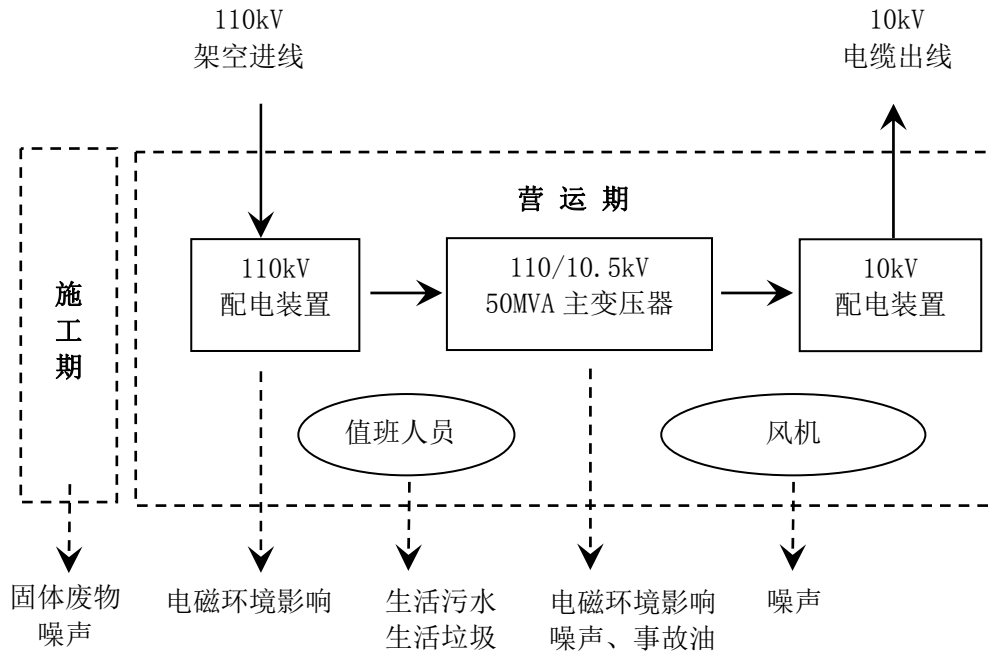 110kV
架空进线
10kV
电缆出线
营 运 期
施
工
期
110kV
配电装置
110/10.5kV
50MVA 主变压器
10kV
配电装置
值班人员
风机
固体废物
噪声
电磁环境影响
生活污水
生活垃圾
电磁环境影响
噪声、事故油
噪声